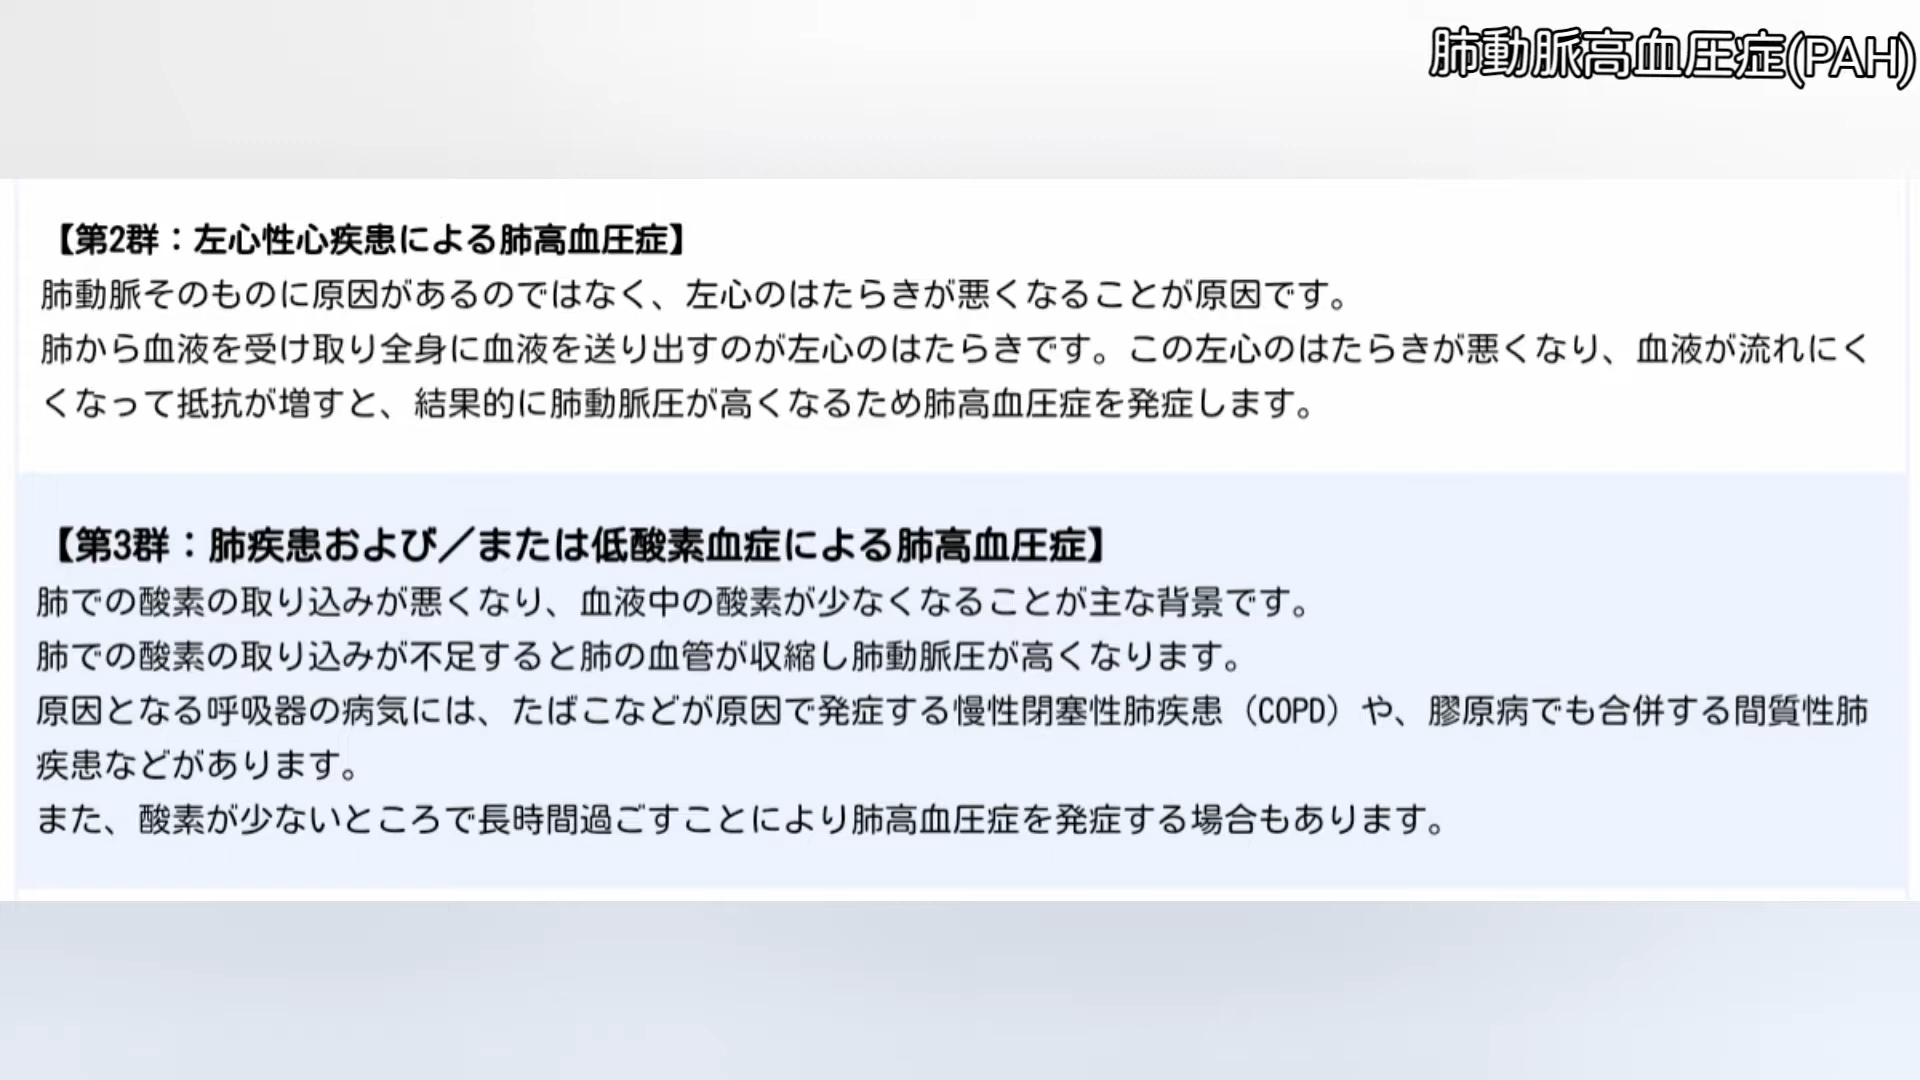 肺動脈高血圧症(PAH)
【第2群：左心性心疾患による肺高血圧症】
肺動脈そのものに原因があるのではなく、左心のはたらきが悪くなることが原因です。
肺から血液を受け取り全身に血液を送り出すのが左心のはたらきです。この左心のはたらきが悪くなり、血液が流れにく
くなって抵抗が増すと、結果的に肺動脈圧が高くなるため肺高血圧症を発症します。
【第3群：肺疾患および／または低酸素血症による肺高血圧症】
肺での酸素の取り込みが悪くなり、血液中の酸素が少なくなることが主な背景です。
肺での酸素の取り込みが不足すると肺の血管が収縮し肺動脈圧が高くなります。
原因となる呼吸器の病気には、たばこなどが原因で発症する慢性閉塞性肺疾患（COPD）や、膠原病でも合併する間質性肺
疾患などがあります。
また、酸素が少ないところで長時間過ごすことにより肺高血圧症を発症する場合もあります。